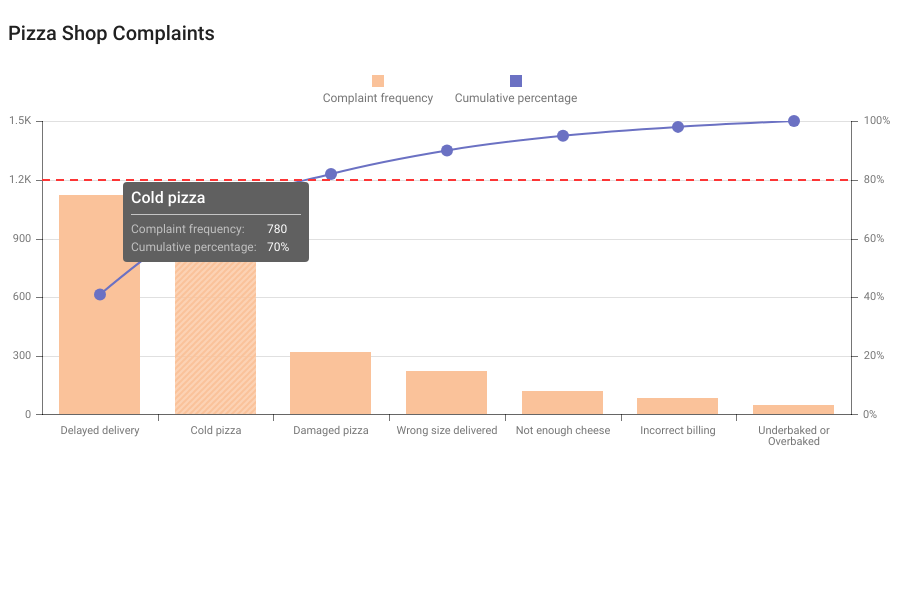 Pizza Shop Complaints
Complaint frequency
Cumulative percentage
1.5K
100%
1.2K
80%
Cold pizza
Complaint frequency: 780
Cumulative percentage: 70%
900
60%
600
40%
300
20%
0
0%
Delayed delivery
Cold pizza
Damaged pizza
Wrong size delivered
Not enough cheese
Incorrect billing
Underbaked or
Overbaked